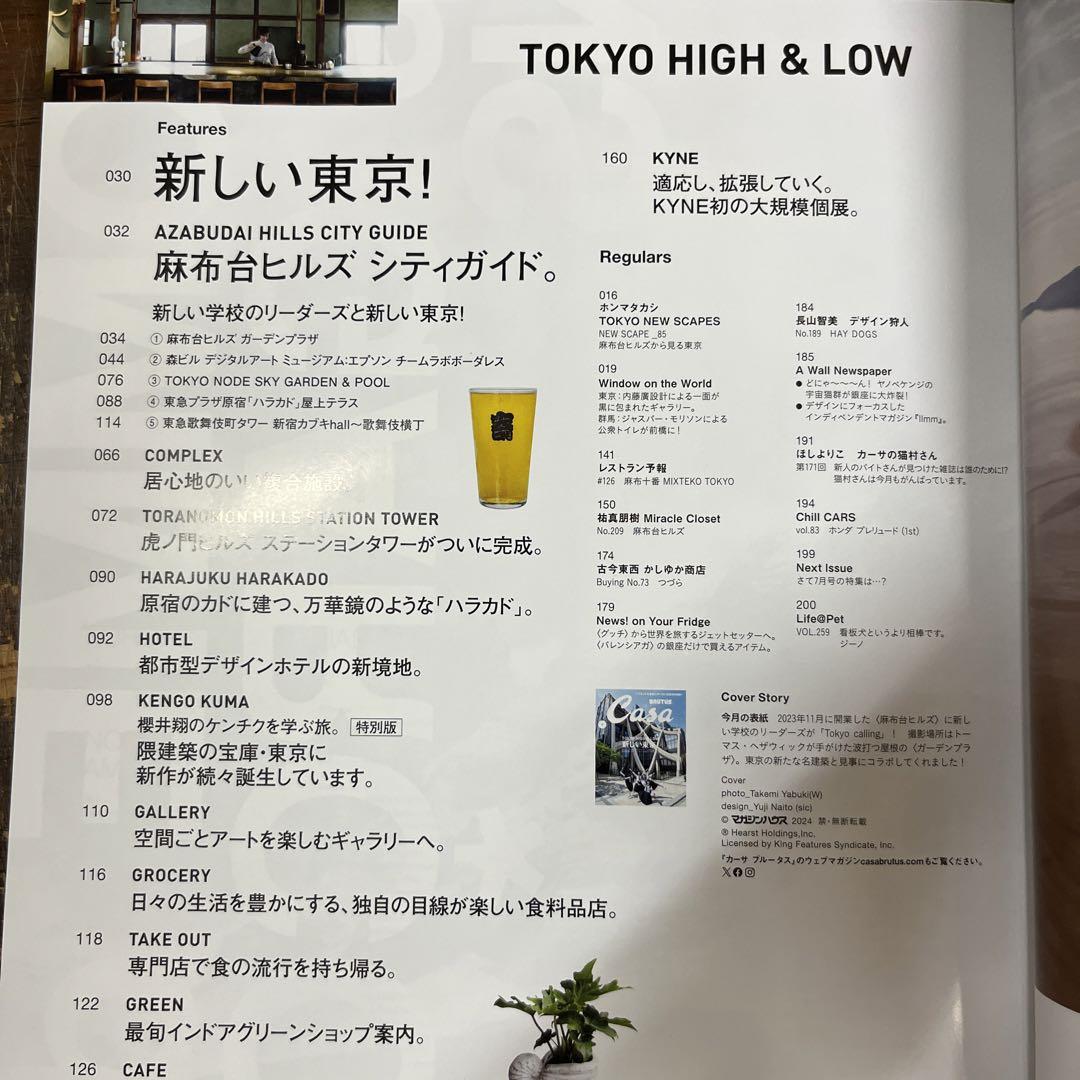 TOKYO HIGH & LOW
Features
030 新しい東京!
032 AZABUDAI HILLS CITY GUIDE
麻布台ヒルズ シティガイド。
新しい学校のリーダーズと新しい東京!
034 ① 麻布台ヒルズ ガーデンプラザ
044 ② 森ビル デジタルアート ミュージアム:エプソン チームラボボーダレス
076 ③ TOKYO NODE SKY GARDEN & POOL
088 ④ 東急プラザ原宿「ハラカド」屋上テラス
114 ⑤ 東急歌舞伎町タワー 新宿カブキhall〜歌舞伎横丁
066 COMPLEX
居心地のいい複合施設。
072 TORANOMON HILLS STATION TOWER
虎ノ門ヒルズ ステーションタワーがついに完成。
090 HARAJUKU HARAKADO
原宿のカドに建つ、万華鏡のような「ハラカド」。
092 HOTEL
都市型デザインホテルの新境地。
098 KENGO KUMA
櫻井翔のケンチクを学ぶ旅。 特別版
隈建築の宝庫・東京に
新作が続々誕生しています。
110 GALLERY
空間ごとアートを楽しむギャラリーへ。
116 GROCERY
日々の生活を豊かにする、独自の目線が楽しい食料品店。
118 TAKE OUT
専門店で食の流行を持ち帰る。
122 GREEN
最旬インドアグリーンショップ案内。
126 CAFE
160 KYNE
適応し、拡張していく。
KYNE初の大規模個展。
Regulars
016
ホンマタカシ
TOKYO NEW SCAPES
NEW SCAPE _85
麻布台ヒルズから見る東京
019
Window on the World
東京：内藤廣設計による一面が
黒に包まれたギャラリー。
群馬：ジャスパー・モリソンによる
公衆トイレが前橋に!
141
レストラン予報
#126 麻布十番 MIXTEKO TOKYO
150
祐真朋樹 Miracle Closet
No.209 麻布台ヒルズ
174
古今東西 かしゆか商店
Buying No.73 つづら
179
News! on Your Fridge
〈グッチ〉から世界を旅するジェットセッターへ。
〈バレンシアガ〉の銀座だけで買えるアイテム。
184
長山智美 デザイン狩人
No.189 HAY DOGS
185
A Wall Newspaper
● どにゃ〜〜〜ん! ヤノベケンジの
宇宙猫群が銀座に大炸裂!
● デザインにフォーカスした
インディペンデントマガジン『llmm』。
191
ほしよりこ カーサの猫村さん
第171回 新人のバイトさんが見つけた雑誌は誰のために!?
猫村さんは今月もがんばっています。
194
Chill CARS
vol.83 ホンダ プレリュード (1st)
199
Next Issue
さて7月号の特集は…?
200
Life@Pet
VOL.259 看板犬というより相棒です。
ジーノ
BRUTUS
Casa
新しい東京!
Cover Story
今月の表紙 2023年11月に開業した〈麻布台ヒルズ〉に新し
い学校のリーダーズが「Tokyo calling」! 撮影場所はトー
マス・ヘザウィックが手がけた波打つ屋根の〈ガーデンプラ
ザ〉。東京の新たな名建築と見事にコラボしてくれました!
Cover
photo_Takemi Yabuki(W)
design_Yuji Naito (sic)
© マガジンハウス 2024 禁・無断転載
® Hearst Holdings,Inc.
Licensed by King Features Syndicate, Inc.
『カーサ ブルータス』のウェブマガジンcasabrutus.comもご覧ください。